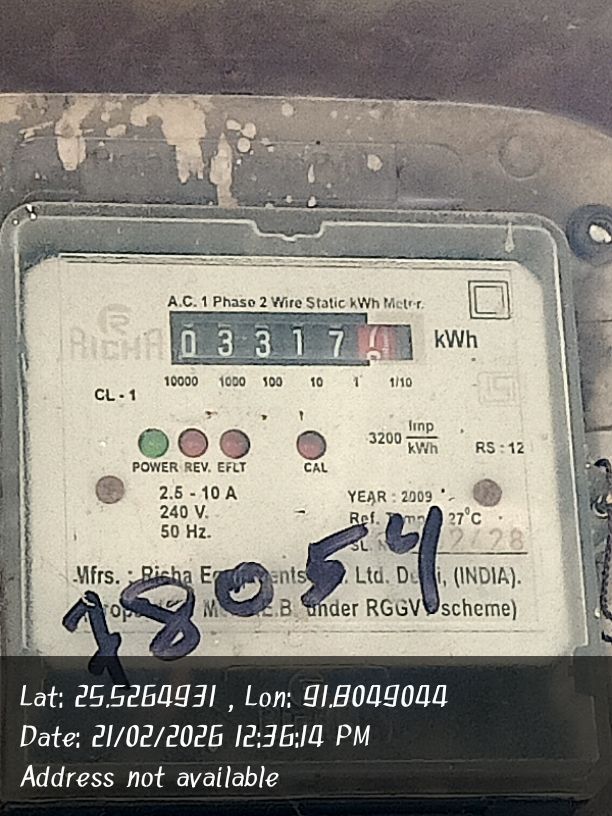 A.C. 1 Phase 2 Wire Static kWh Meter.
RICHA
0 3 3 1 7 kWh
10000 1000 100 10 1 1/10
CL - 1
3200 Imp/kWh
RS : 12
POWER REV. EFLT CAL
2.5 - 10 A
YEAR : 2009
240 V.
Ref. 27°C
50 Hz.
SL.
Mfrs. : Richa Ltd. (INDIA).
under scheme)
78054
Lat: 25.5264931 , Lon: 91.8049044
Date: 21/02/2026 12:36:14 PM
Address not available